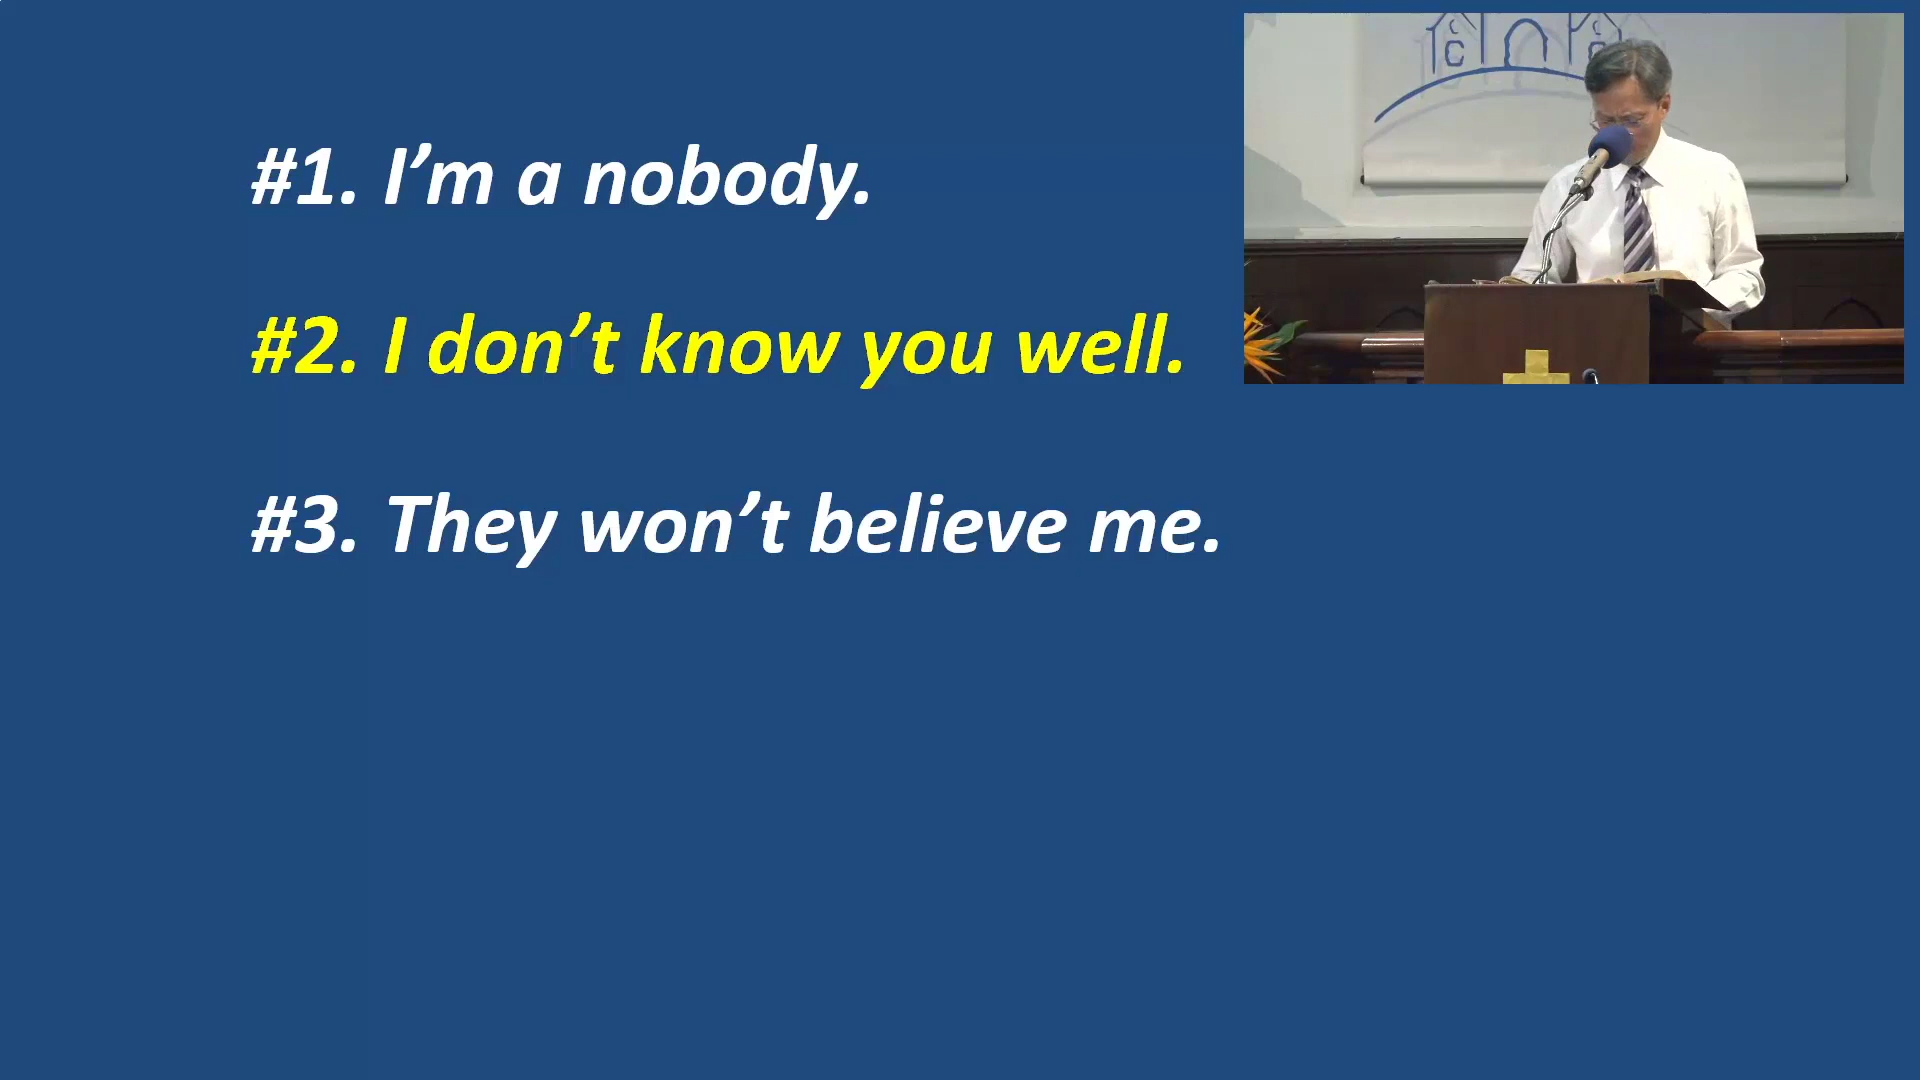 #1. I’m a nobody.
#2. I don’t know you well.
#3. They won’t believe me.